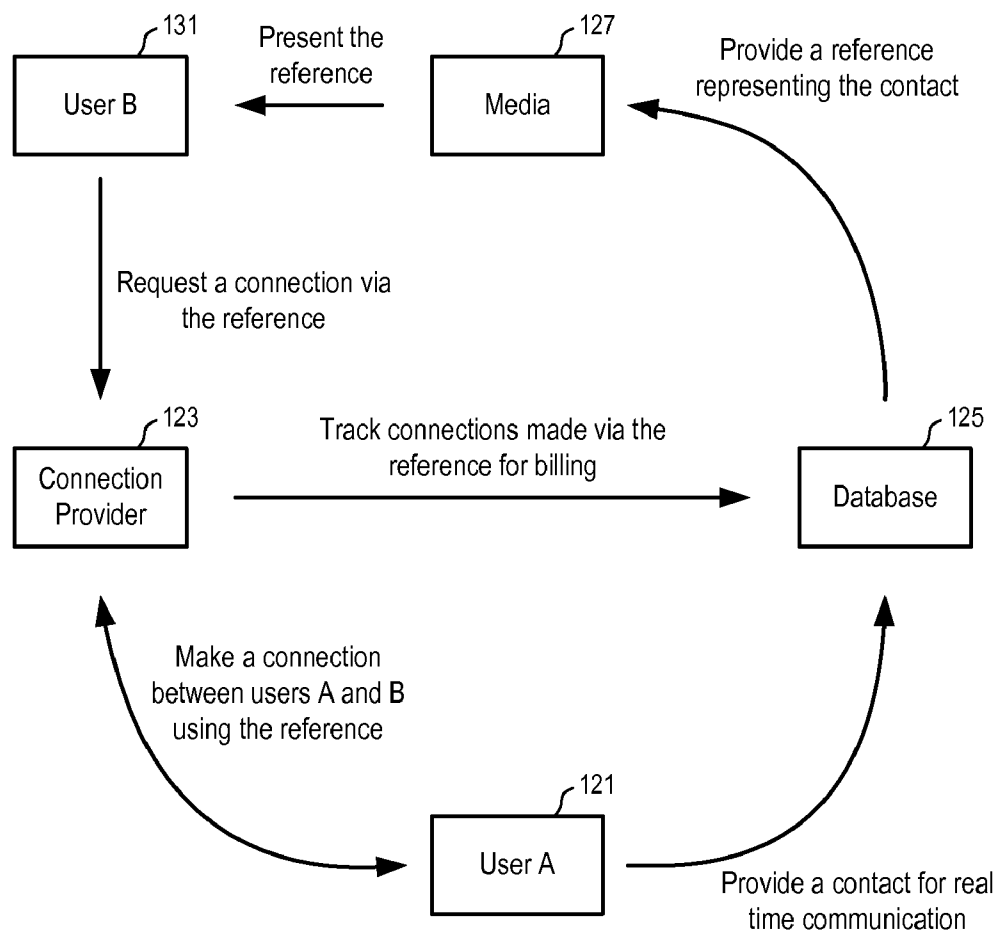 131
User B
Present the
reference
127
Media
Provide a reference
representing the contact
Request a connection via
the reference
123
Connection
Provider
Track connections made via the
reference for billing
125
Database
Make a connection
between users A and B
using the reference
121
User A
Provide a contact for real
time communication